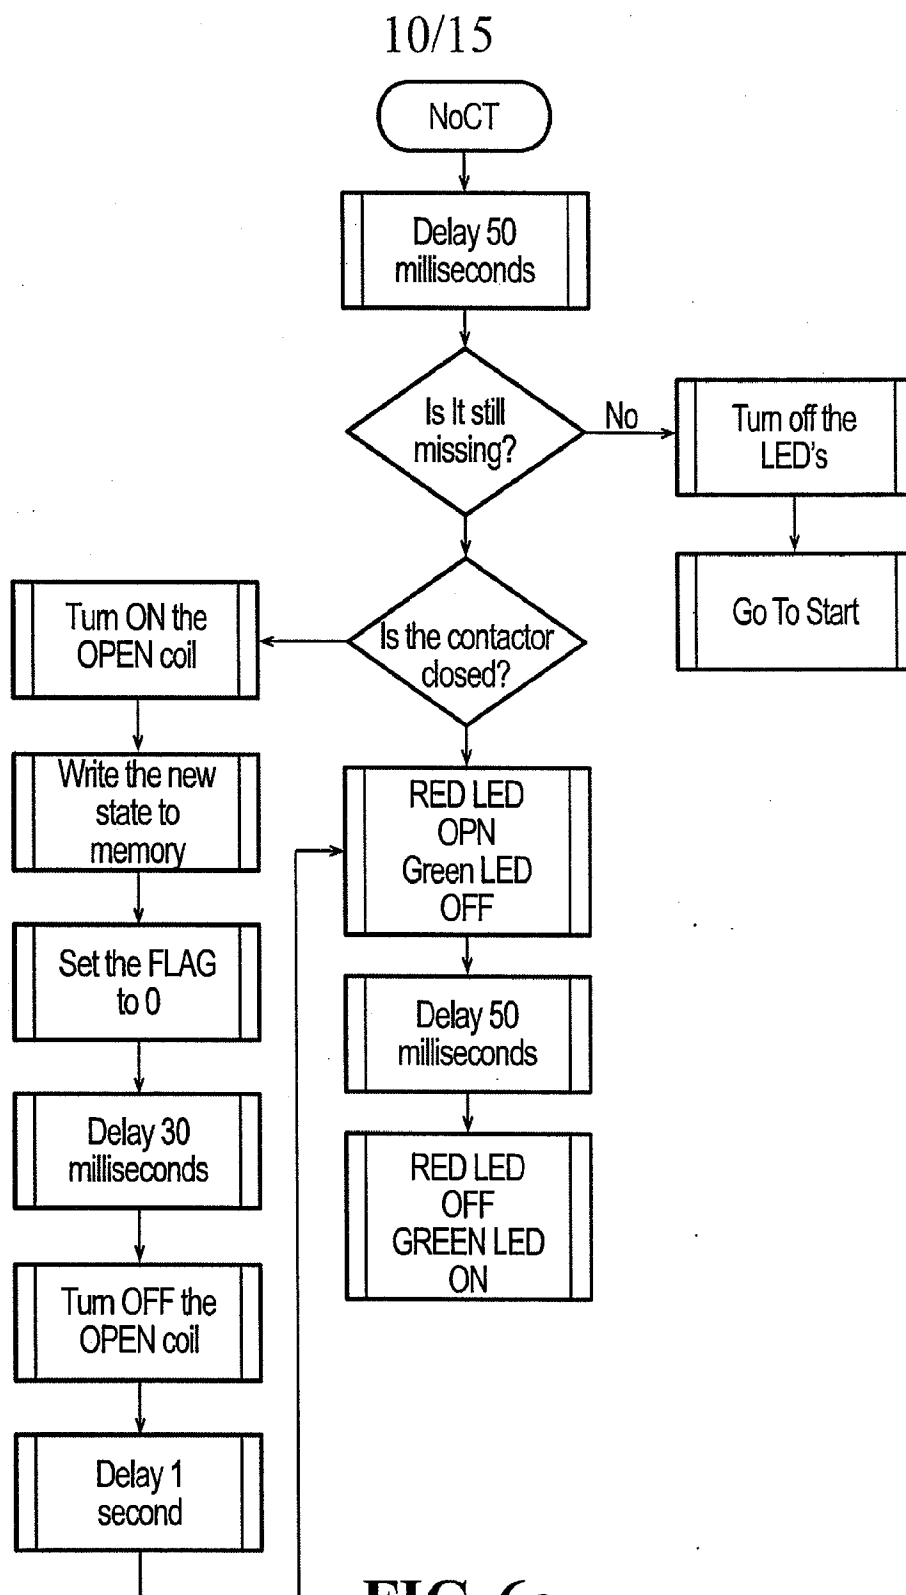 10/15
NoCT
Delay 50
milliseconds
Is It still
missing?
No
Turn off the
LED's
Go To Start
Is the contactor
closed?
Turn ON the
OPEN coil
Write the new
state to
memory
Set the FLAG
to 0
Delay 30
milliseconds
Turn OFF the
OPEN coil
Delay 1
second
RED LED
OPN
Green LED
OFF
Delay 50
milliseconds
RED LED
OFF
GREEN LED
ON